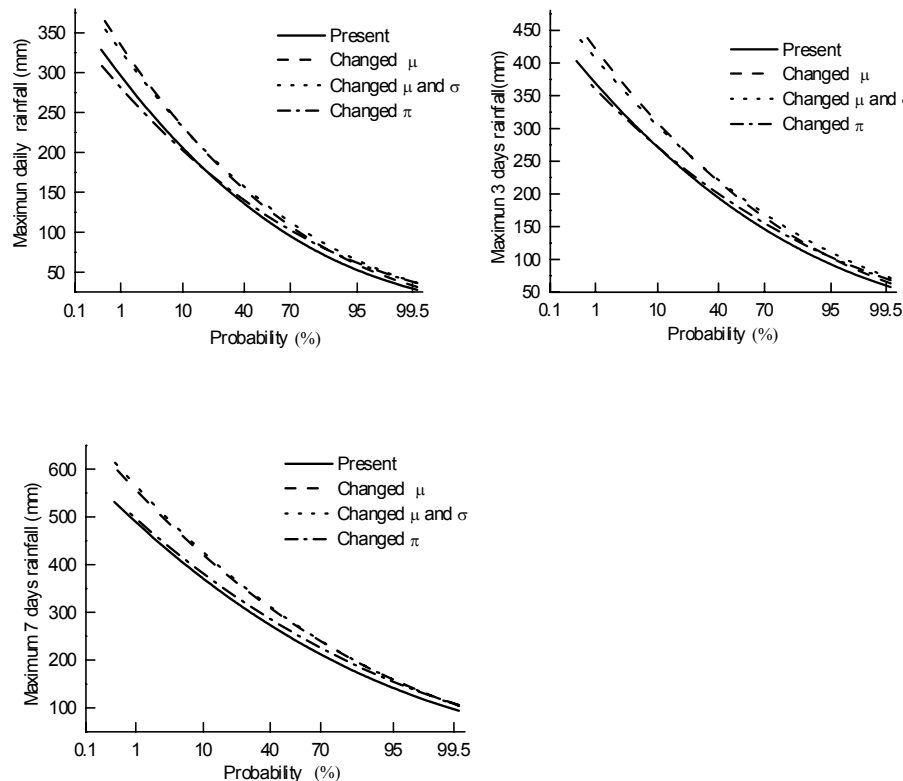 Maximun daily rainfall (mm)
350
300
250
200
150
100
50
0.1 1 10 40 70 95 99.5
Probability (%)
Present
Changed μ
Changed μ and σ
Changed π
Maximun 3 days rainfall(mm)
450
400
350
300
250
200
150
100
50
0.1 1 10 40 70 95 99.5
Probability (%)
Present
Changed μ
Changed μ and
Changed π
Maximum 7 days rainfall (mm)
600
500
400
300
200
100
0.1 1 10 40 70 95 99.5
Probability (%)
Present
Changed μ
Changed μ and σ
Changed π